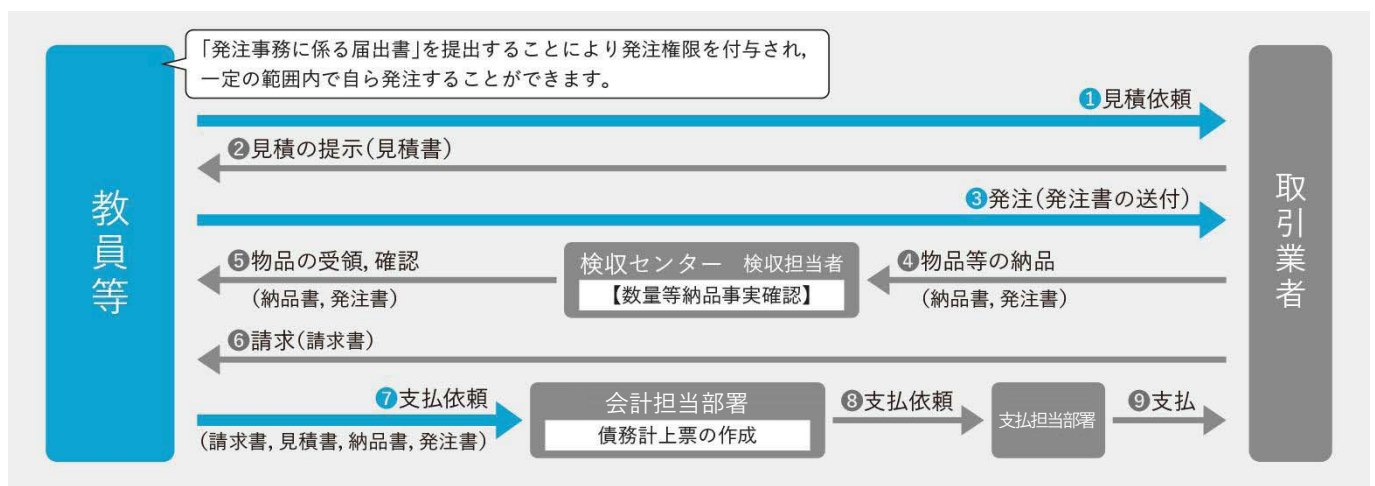 「発注事務に係る届出書」を提出することにより発注権限を付与され,
一定の範囲内で自ら発注することができます。
教員等
取引業者
❶見積依頼
❷見積の提示(見積書)
❸発注(発注書の送付)
❹物品等の納品
(納品書, 発注書)
検収センター 検収担当者
【数量等納品事実確認】
❺物品の受領, 確認
(納品書, 発注書)
❻請求(請求書)
❼支払依頼
(請求書, 見積書, 納品書, 発注書)
会計担当部署
債務計上票の作成
❽支払依頼
支払担当部署
❾支払